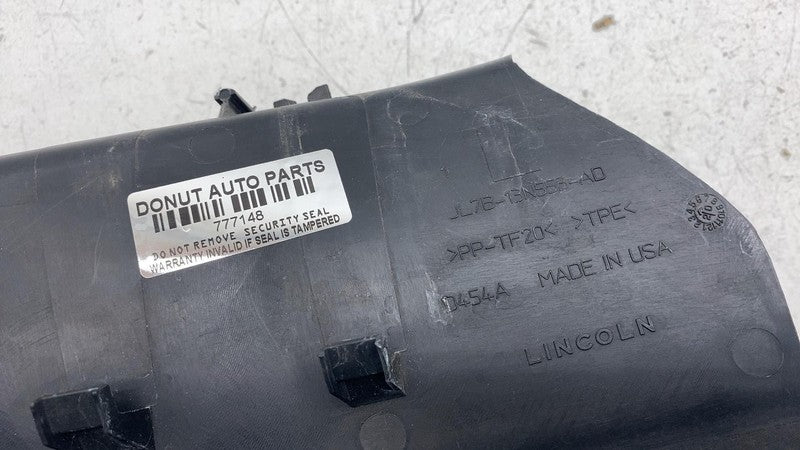 DONUT AUTO PARTS
777148
DO NOT REMOVE SECURITY SEAL
WARRANTY INVALID IF SEAL IS TAMPERED
>PP-TF20< >TPE<
0454A MADE IN USA
LINCOLN